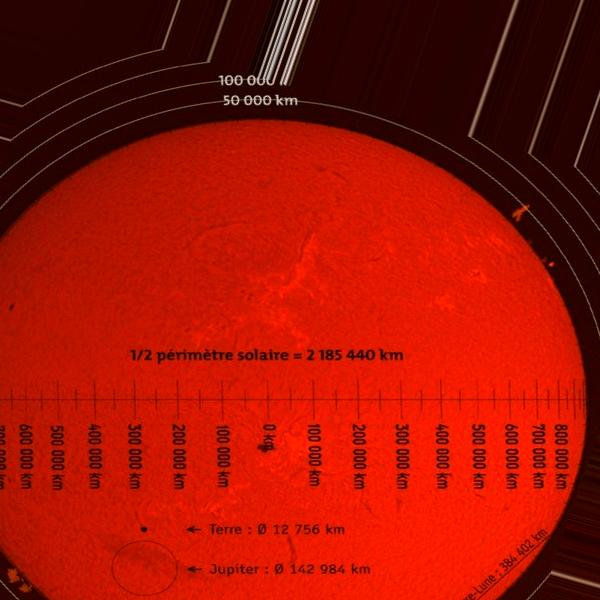 100 000
50 000 km
1/2 périmètre solaire = 2 185 440 km
600 000 km
500 000 km
400 000 km
300 000 km
200 000 km
100 000 km
0 km
100 000 km
200 000 km
300 000 km
400 000 km
500 000 km
600 000 km
700 000 km
800 000 km
← Terre : Ø 12 756 km
← Jupiter : Ø 142 984 km
re-Lune : 384 402 km